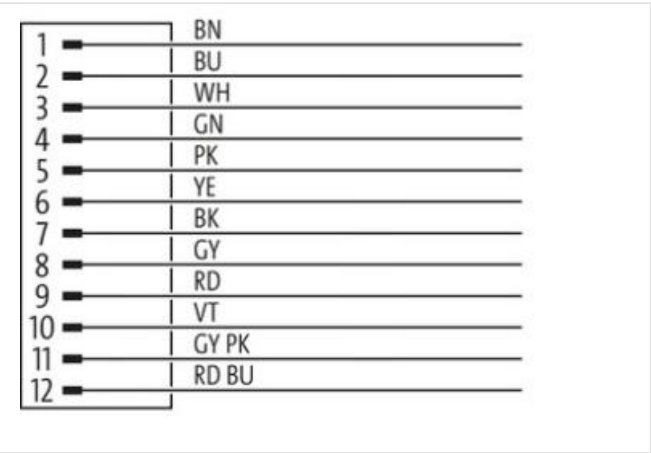 1 BN
2 BU
3 WH
4 GN
5 PK
6 YE
7 BK
8 GY
9 RD
10 VT
11 GY PK
12 RD BU